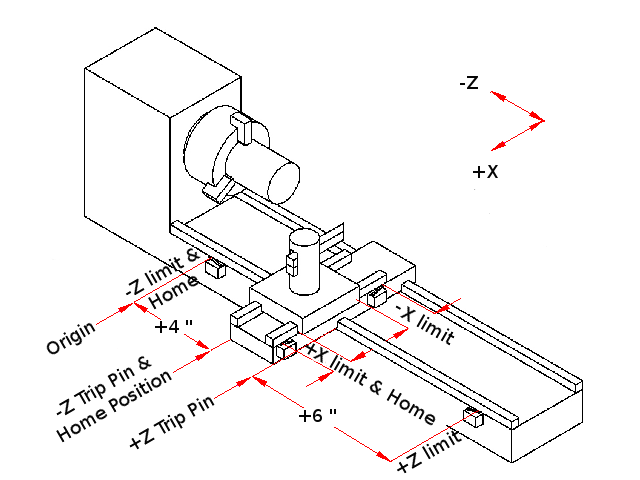 -Z
+X
-Z limit &
Home
Origin
+4 "
-X limit
-Z Trip Pin &
Home Position
+X limit & Home
+Z Trip Pin
+6 "
+Z limit